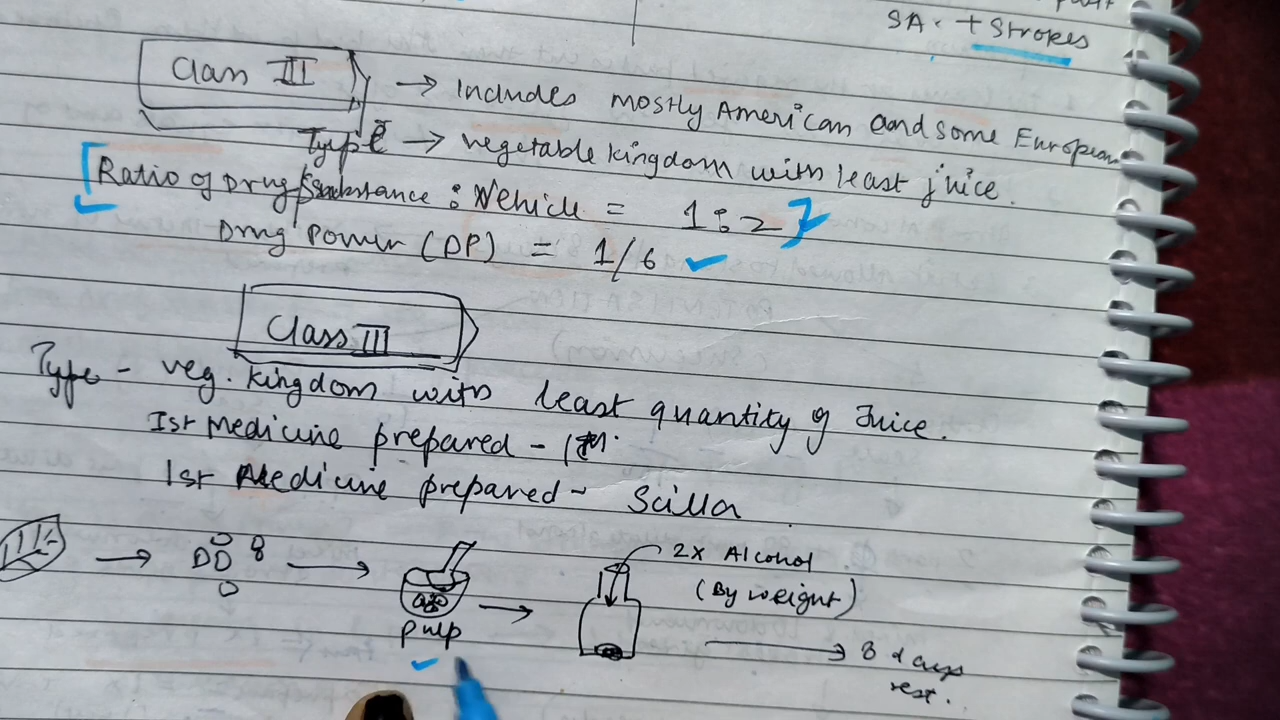 SA. + Strokes
Class III → Includes mostly American and some European
Type → vegetable kingdom with least juice.
Ratio of Drug substance : Vehicle = 1:2
Drug Power (DP) = 1/6
Class III
Type - veg. kingdom with least quantity of Juice.
Ist Medicine prepared -
1st Medicine prepared - Scilla
→ → → 2x Alcohol
(By weight)
pulp
→ 8 days
rest.